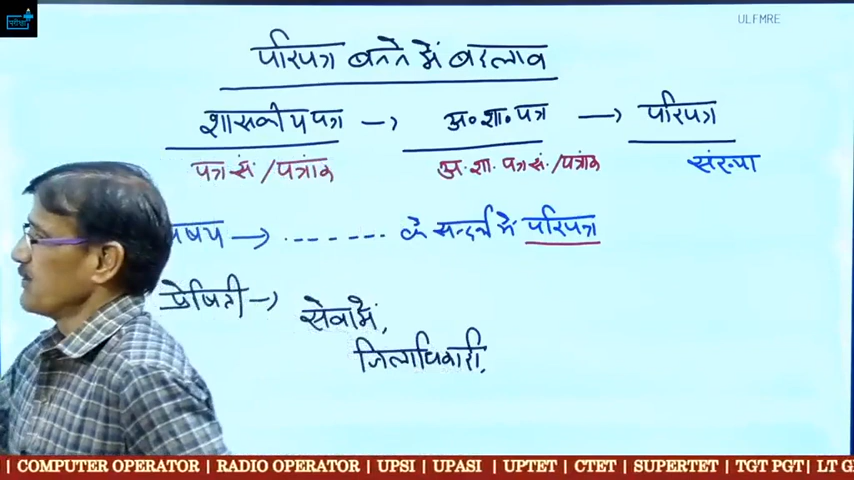 परीक्षा
ULFMRE
परिपत्र बनने में बदलाव
शासकीय पत्र → अ॰शा॰पत्र → परिपत्र
पत्र सं./पत्रांक अ.शा. पत्र सं./पत्रांक संख्या
विषय → ....------- के सन्दर्भ में परिपत्र
प्रेषिती → सेवा में,
जिलाधिकारी,
| COMPUTER OPERATOR | RADIO OPERATOR | UPSI | UPASI | UPTET | CTET | SUPERTET | TGT PGT| LT G